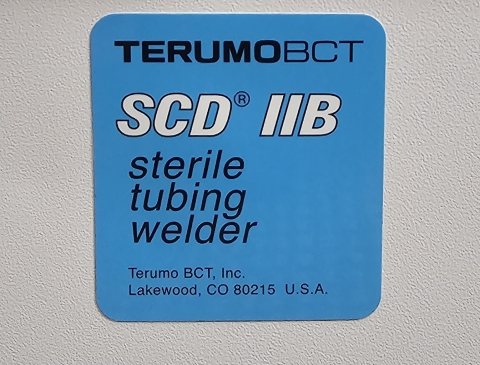 TERUMOBCT
SCD® IIB
sterile
tubing
welder
Terumo BCT, Inc.
Lakewood, CO 80215 U.S.A.